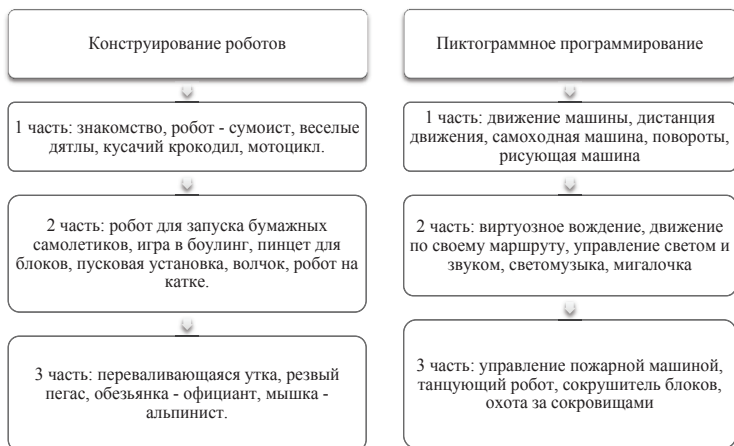 Конструирование роботов
1 часть: знакомство, робот - сумоист, веселые
дятлы, кусачий крокодил, мотоцикл.
2 часть: робот для запуска бумажных
самолетиков, игра в боулинг, пинцет для
блоков, пусковая установка, волчок, робот на
катке.
3 часть: переваливающаяся утка, резвый
пегас, обезьянка - официант, мышка -
альпинист.
Пиктограммное программирование
1 часть: движение машины, дистанция
движения, самоходная машина, повороты,
рисующая машина
2 часть: виртуозное вождение, движение
по своему маршруту, управление светом и
звуком, светомузыка, мигалочка
3 часть: управление пожарной машиной,
танцующий робот, сокрушитель блоков,
охота за сокровищами